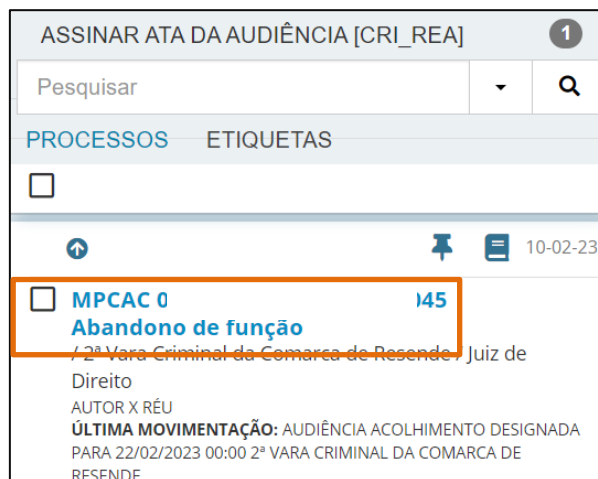 ASSINAR ATA DA AUDIÊNCIA [CRI_REA] 1
Pesquisar
PROCESSOS ETIQUETAS
10-02-23
MPCAC 0 045
Abandono de função
/ 2ª Vara Criminal da Comarca de Resende / Juiz de
Direito
AUTOR X RÉU
ÚLTIMA MOVIMENTAÇÃO: AUDIÊNCIA ACOLHIMENTO DESIGNADA
PARA 22/02/2023 00:00 2ª VARA CRIMINAL DA COMARCA DE
RESENDE